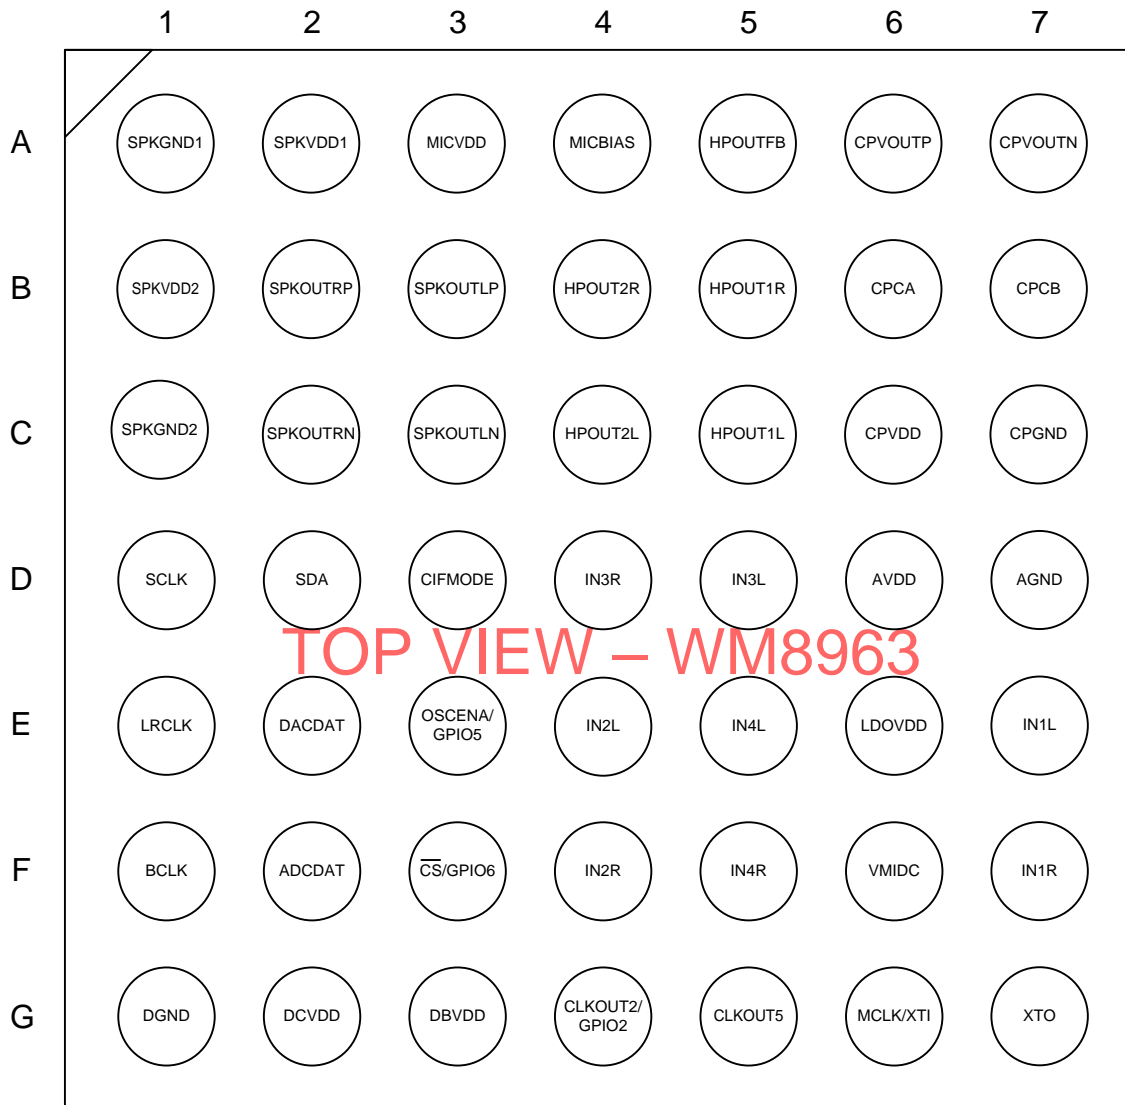 1 2 3 4 5 6 7
A SPKGND1 SPKVDD1 MICVDD MICBIAS HPOUTFB CPVOUTP CPVOUTN
B SPKVDD2 SPKOUTRP SPKOUTLP HPOUT2R HPOUT1R CPCA CPCB
C SPKGND2 SPKOUTRN SPKOUTLN HPOUT2L HPOUT1L CPVDD CPGND
D SCLK SDA CIFMODE IN3R IN3L AVDD AGND
TOP VIEW – WM8963
E LRCLK DACDAT OSCENA/
GPIO5 IN2L IN4L LDOVDD IN1L
F BCLK ADCDAT C̅S̅/GPIO6 IN2R IN4R VMIDC IN1R
G DGND DCVDD DBVDD CLKOUT2/
GPIO2 CLKOUT5 MCLK/XTI XTO